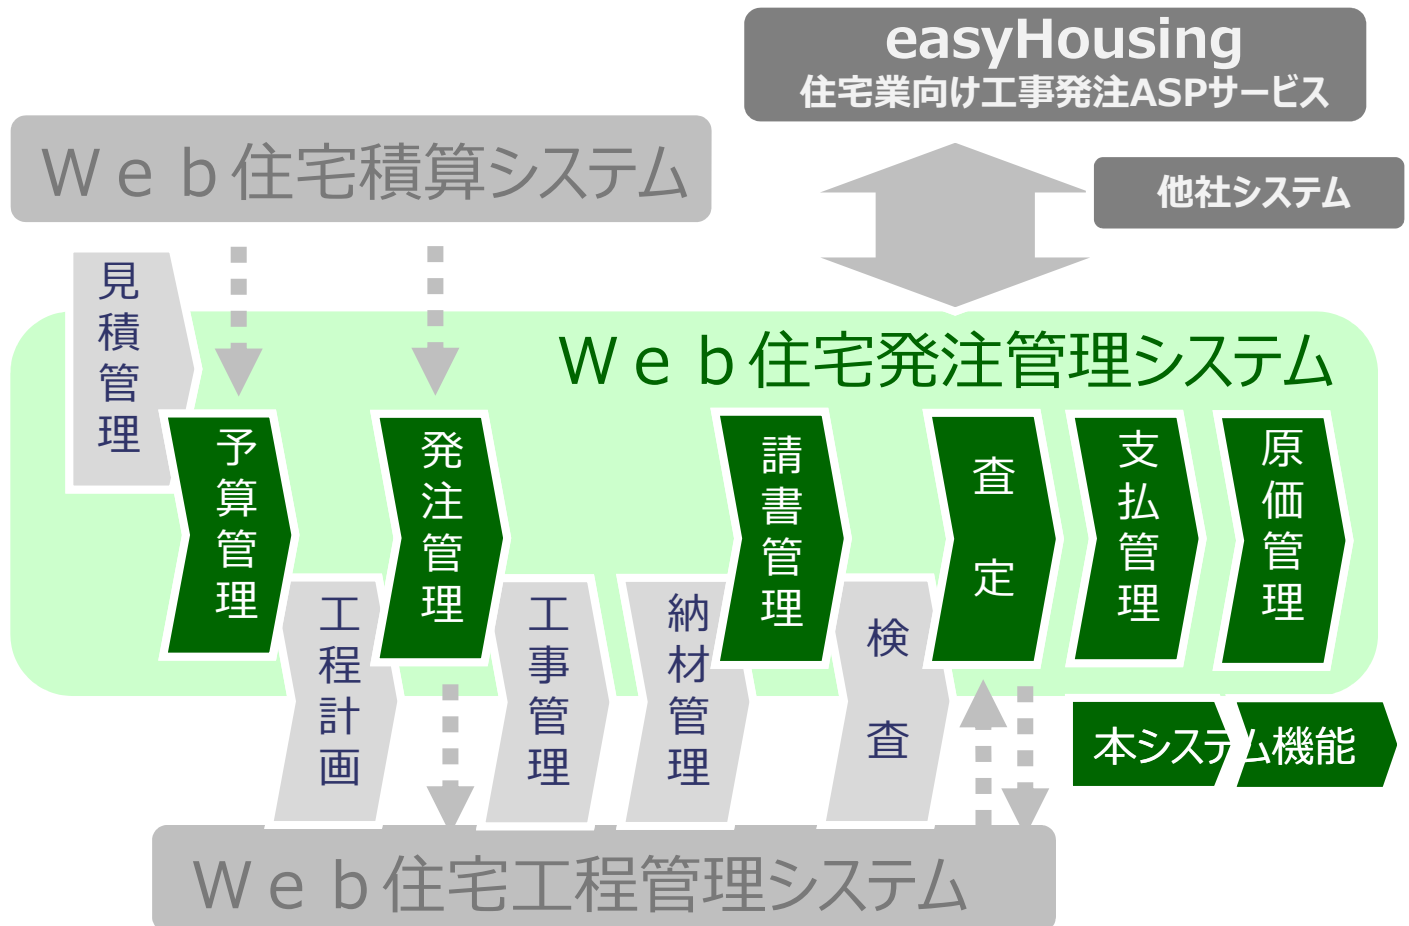 easyHousing
住宅業向け工事発注ASPサービス
Ｗｅｂ住宅積算システム
他社システム
見積管理
Ｗｅｂ住宅発注管理システム
予算管理
発注管理
請書管理
査定
支払管理
原価管理
工程計画
工事管理
納材管理
検査
本システム機能
Ｗｅｂ住宅工程管理システム